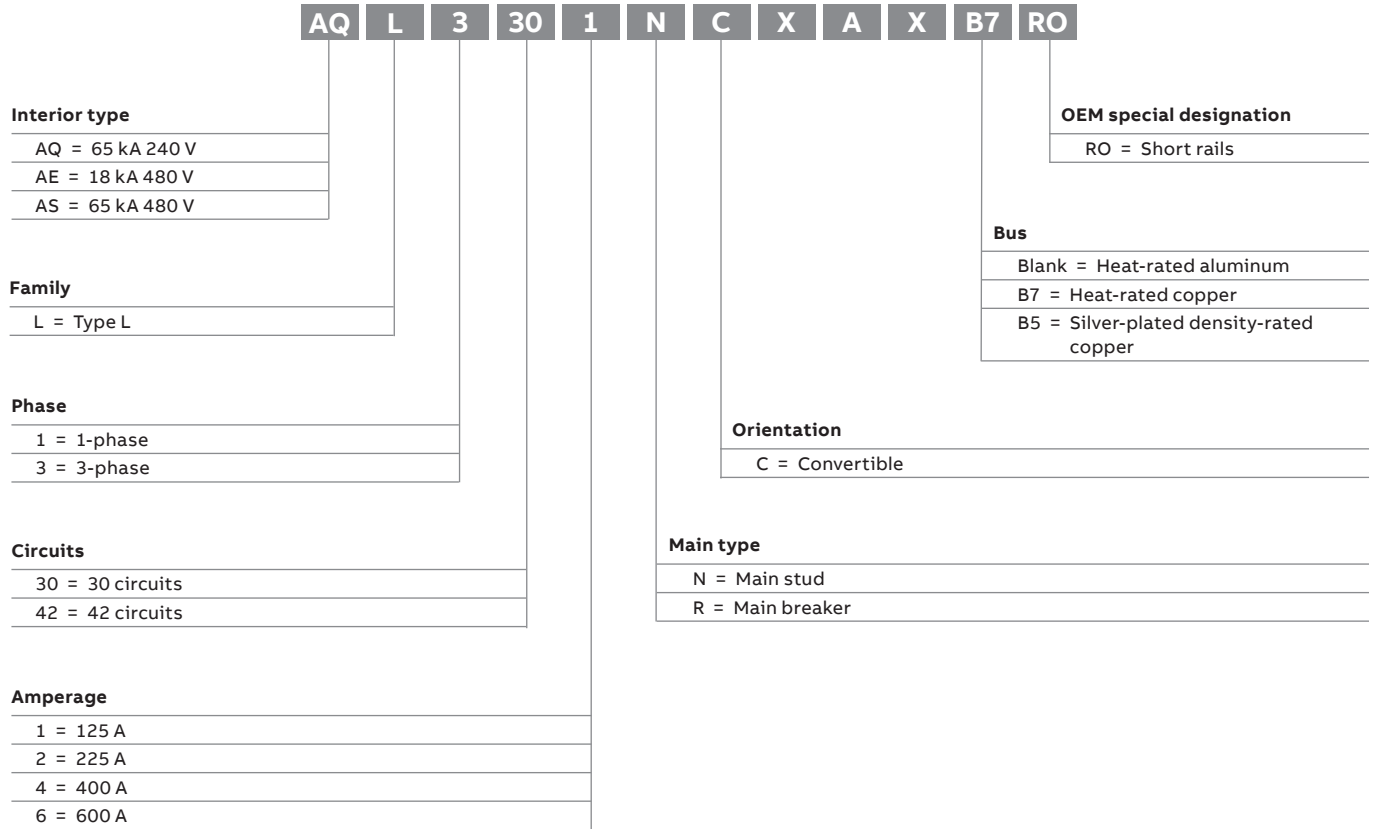 AQ L 3 30 1 N C X A X B7 RO
Interior type
AQ = 65 kA 240 V
AE = 18 kA 480 V
AS = 65 kA 480 V
Family
L = Type L
Phase
1 = 1-phase
3 = 3-phase
Circuits
30 = 30 circuits
42 = 42 circuits
Amperage
1 = 125 A
2 = 225 A
4 = 400 A
6 = 600 A
OEM special designation
RO = Short rails
Bus
Blank = Heat-rated aluminum
B7 = Heat-rated copper
B5 = Silver-plated density-rated
copper
Orientation
C = Convertible
Main type
N = Main stud
R = Main breaker